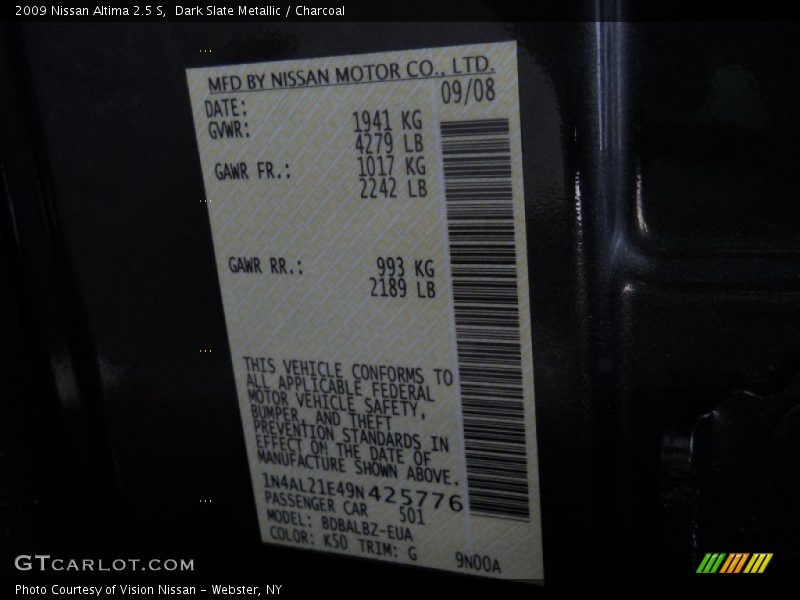 2009 Nissan Altima 2.5 S,  Dark Slate Metallic / Charcoal
MFD BY NISSAN MOTOR CO., LTD.
DATE: 09/08
GVWR: 1941 KG
4279 LB
GAWR FR.: 1017 KG
2242 LB
GAWR RR.: 993 KG
2189 LB
THIS VEHICLE CONFORMS TO
ALL APPLICABLE FEDERAL
MOTOR VEHICLE SAFETY,
BUMPER, AND THEFT
PREVENTION STANDARDS IN
EFFECT ON THE DATE OF
MANUFACTURE SHOWN ABOVE.
1N4AL21E49N425776
PASSENGER CAR 501
MODEL: BDBALBZ-EUA
COLOR: K50 TRIM: G 9N00A
GTCARLOT.COM
Photo Courtesy of Vision Nissan - Webster, NY